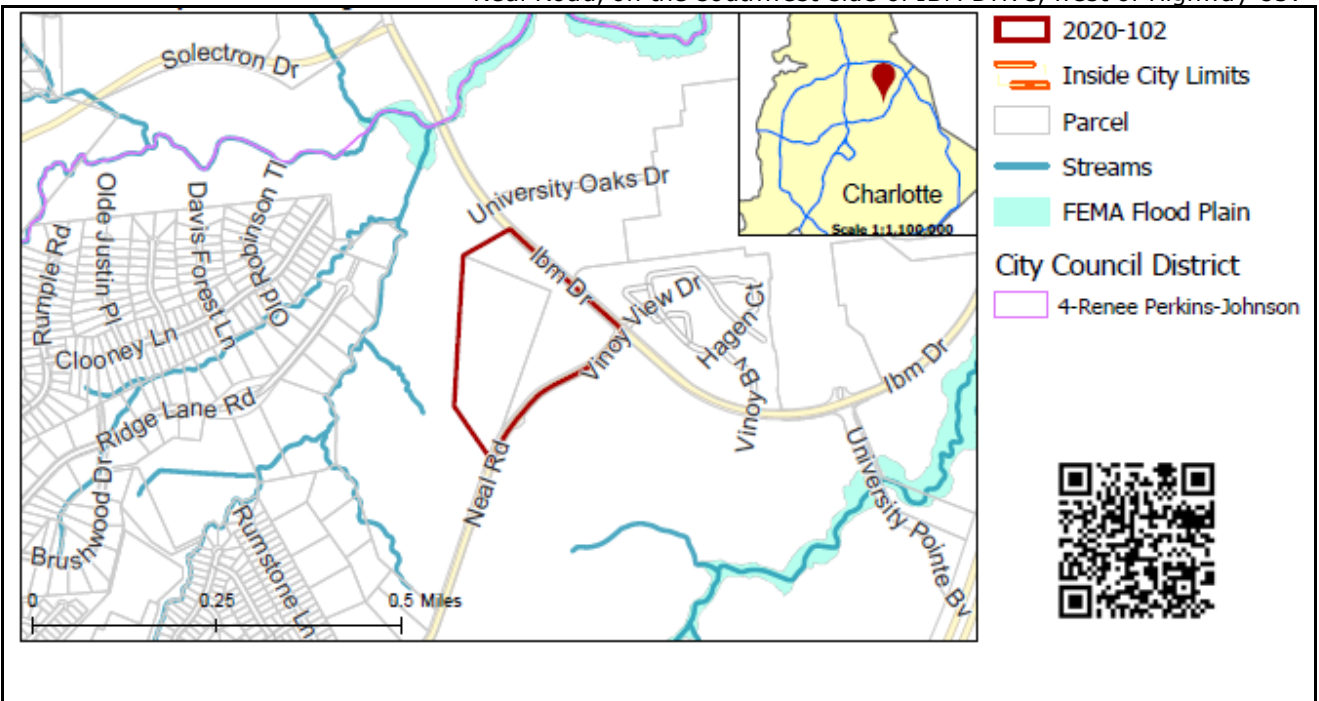 Solectron Dr
University Oaks Dr
Rumple Rd
Olde Justin Pl
Davis Forest Ln
Old Robinson Tl
Clooney Ln
Ridge Lane Rd
Brushwood Dr
Rumstone Ln
Ibm Dr
Vinoy View Dr
Hagen Ct
Vinoy Bv
Ibm Dr
Neal Rd
University Pointe Bv
0 0.25 0.5 Miles
Charlotte
Scale 1:1,100,000
2020-102
Inside City Limits
Parcel
Streams
FEMA Flood Plain
City Council District
4-Renee Perkins-Johnson